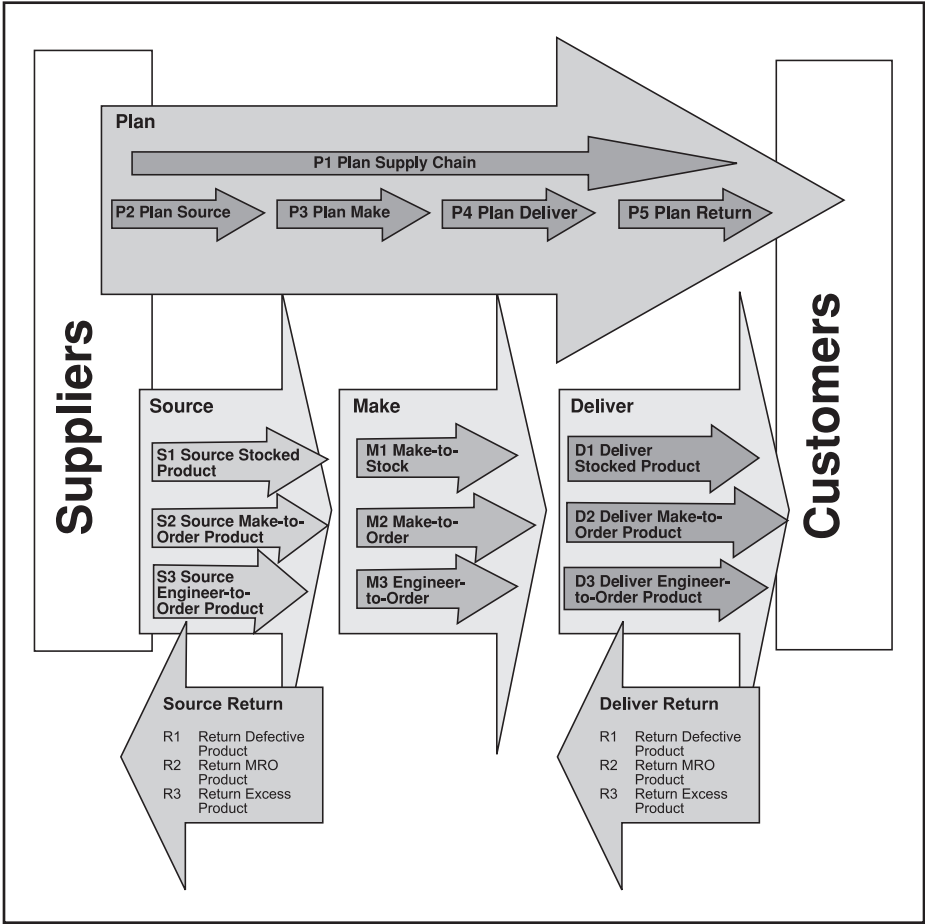 Suppliers
Customers
Plan
P1 Plan Supply Chain
P2 Plan Source
P3 Plan Make
P4 Plan Deliver
P5 Plan Return
Source
S1 Source Stocked
Product
S2 Source Make-to-
Order Product
S3 Source
Engineer-to-
Order Product
Make
M1 Make-to-
Stock
M2 Make-to-
Order
M3 Engineer-
to-Order
Deliver
D1 Deliver
Stocked Product
D2 Deliver Make-to-
Order Product
D3 Deliver Engineer-
to-Order Product
Source Return
R1 Return Defective
Product
R2 Return MRO
Product
R3 Return Excess
Product
Deliver Return
R1 Return Defective
Product
R2 Return MRO
Product
R3 Return Excess
Product